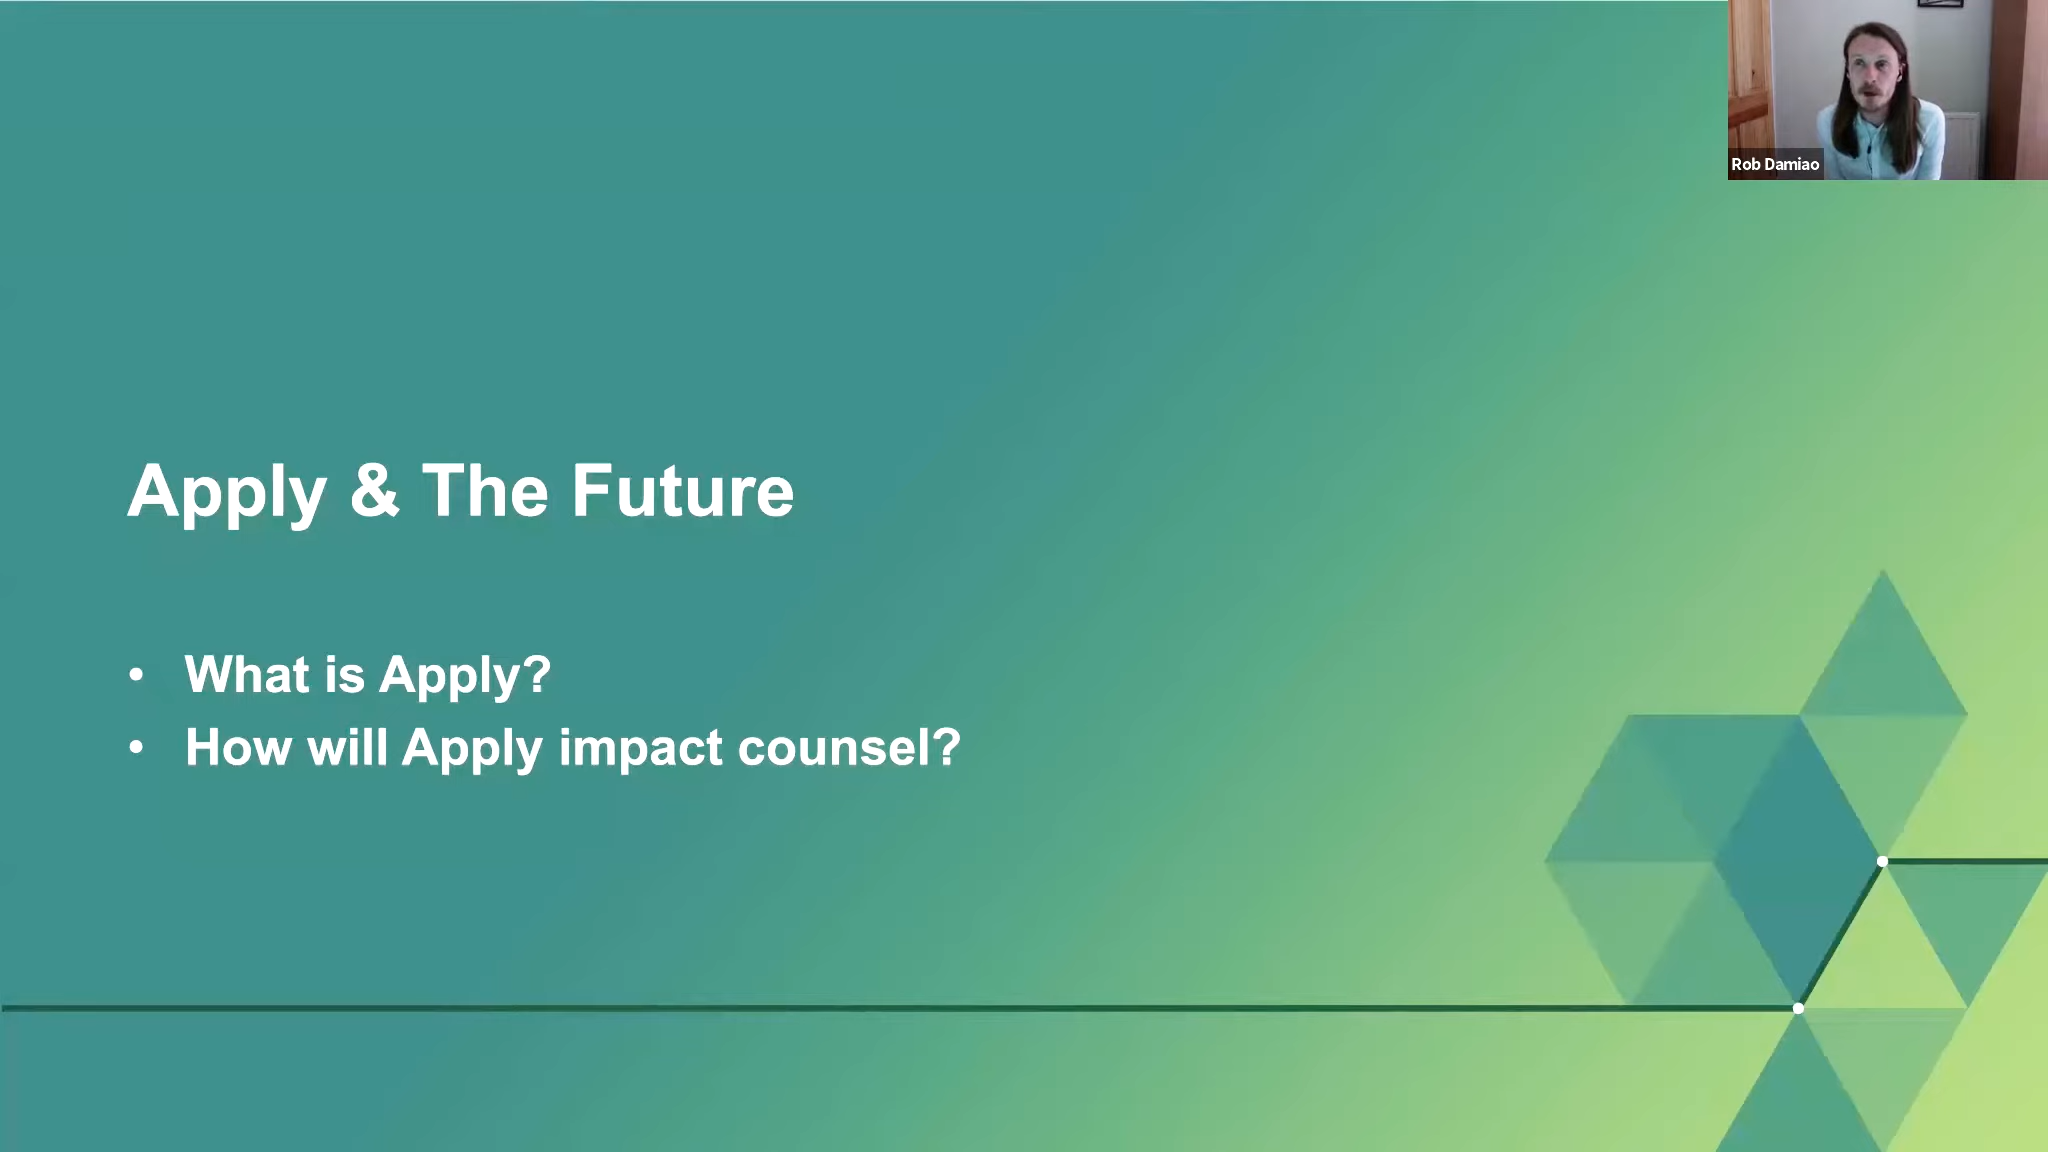 Rob Damiao
Apply & The Future
• What is Apply?
• How will Apply impact counsel?